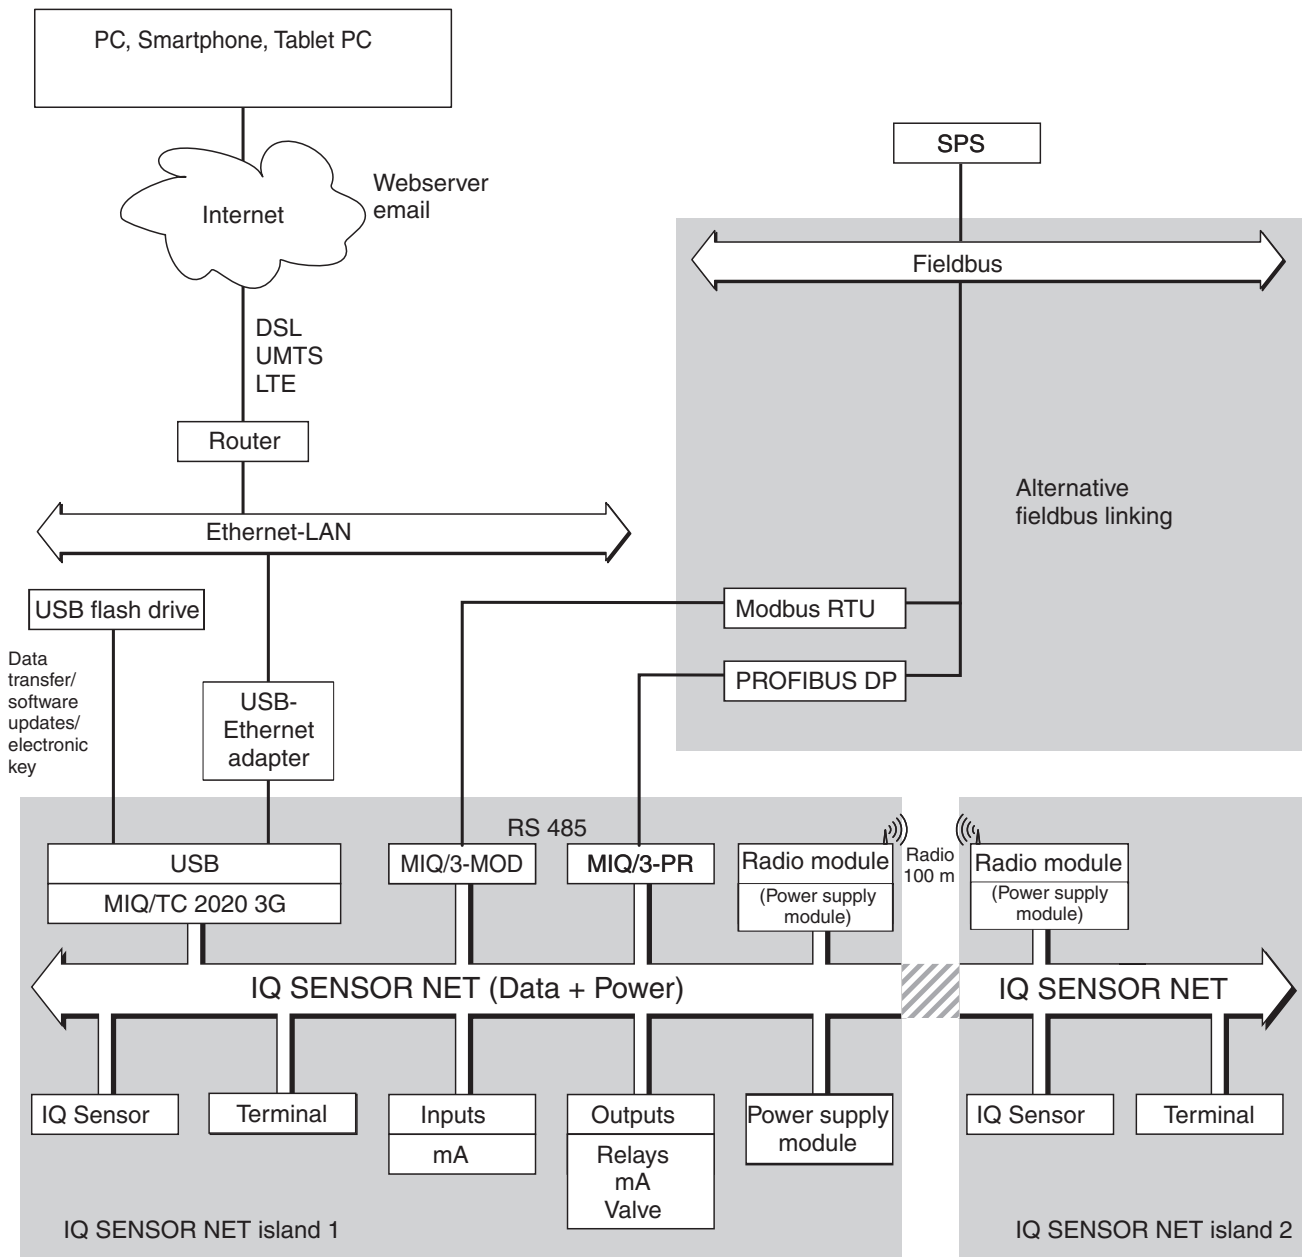 PC, Smartphone, Tablet PC
Internet
Webserver
email
SPS
Fieldbus
DSL
UMTS
LTE
Router
Alternative
fieldbus linking
Ethernet-LAN
USB flash drive
Data
transfer/
software
updates/
electronic
key
USB-
Ethernet
adapter
Modbus RTU
PROFIBUS DP
RS 485
USB
MIQ/TC 2020 3G
MIQ/3-MOD
MIQ/3-PR
Radio module
(Power supply
module)
Radio
100 m
Radio module
(Power supply
module)
IQ SENSOR NET (Data + Power)
IQ SENSOR NET
IQ Sensor
Terminal
Inputs
mA
Outputs
Relays
mA
Valve
Power supply
module
IQ Sensor
Terminal
IQ SENSOR NET island 1
IQ SENSOR NET island 2